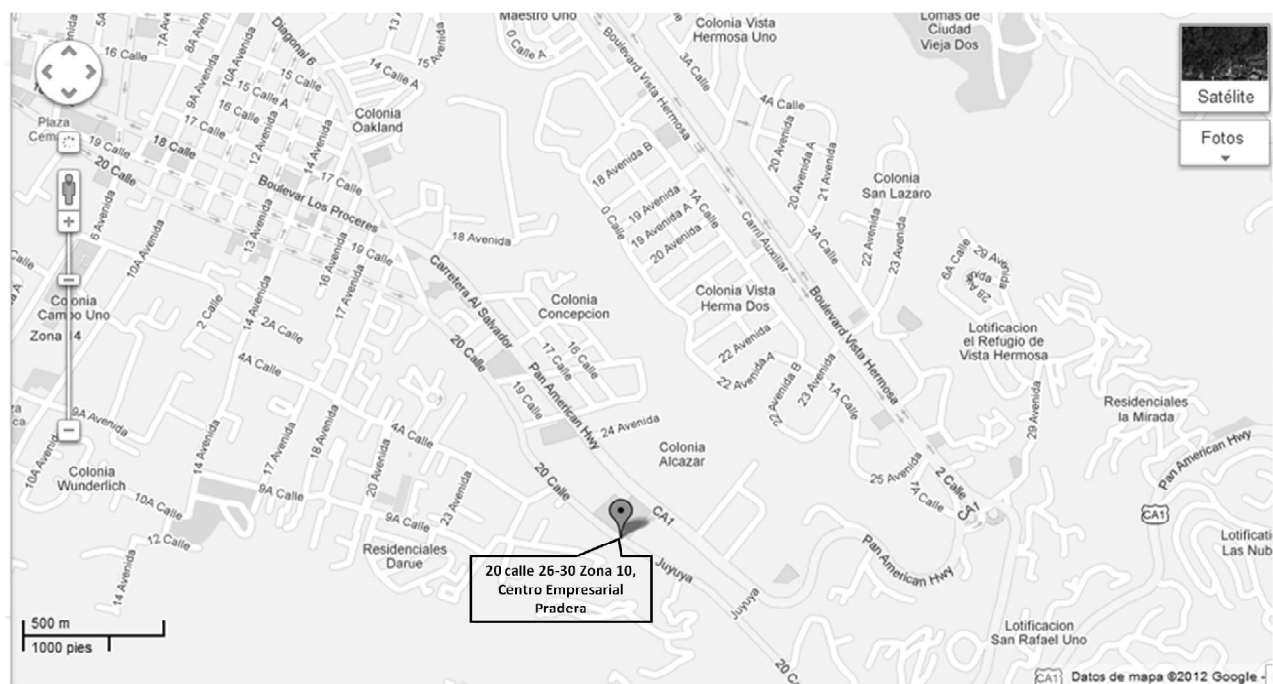 Maestro Uno
Colonia Vista
Hermosa Uno
Lomas de
Ciudad
Vieja Dos
Satélite
Fotos
16 Calle
7A Avenida
8A Avenida
9A Avenida
10A Avenida
Diagonal 6
15 Calle
15 Calle A
16 Calle
17 Calle
12 Avenida
14 Avenida
14 Calle A
15 Avenida
0 Calle A
Boulevard Vista Hermosa
3A Calle
4A Calle
Colonia
Oakland
Plaza
19 Calle
18 Calle
20 Calle
17 Calle
Boulevar Los Proceres
18 Avenida B
20 Avenida
20 Avenida A
21 Avenida
Colonia
San Lazaro
0 Calle
19 Avenida
19 Avenida A
20 Avenida
1A Calle
Carril Auxiliar
3A Calle
22 Avenida
23 Avenida
6A Calle
6 Avenida
10A Avenida
13 Avenida
16 Avenida
19 Calle
17 Avenida
18 Avenida
Carretera Al Salvador
Colonia
Campo Uno
2 Calle
2A Calle
14 Avenida
4A Calle
20 Calle
Colonia
Concepcion
17 Calle
16 Calle
Colonia Vista
Herma Dos
Boulevard Vista Hermosa
Lotificacion
el Refugio de
Vista Hermosa
22 Avenida
22 Avenida A
22 Avenida B
23 Avenida
1A Calle
Residenciales
la Mirada
29 Avenida
19 Calle
Pan American Hwy
24 Avenida
Colonia
Alcazar
9A Avenida
10A Avenida
Colonia
Wunderlich
14 Avenida
17 Avenida
18 Avenida
20 Avenida
4A Calle
23 Avenida
9A Calle
9A Calle
10A Calle
12 Calle
14 Avenida
Residenciales
Darue
20 Calle
CA1
25 Avenida
7A Calle
2 Calle
CA1
Pan American Hwy
CA1
Pan American Hwy
20 calle 26-30 Zona 10,
Centro Empresarial
Pradera
Juyuya
Juyuya
20 C
Lotificacion
San Rafael Uno
500 m
1000 pies
CA1
Datos de mapa ©2012 Google -